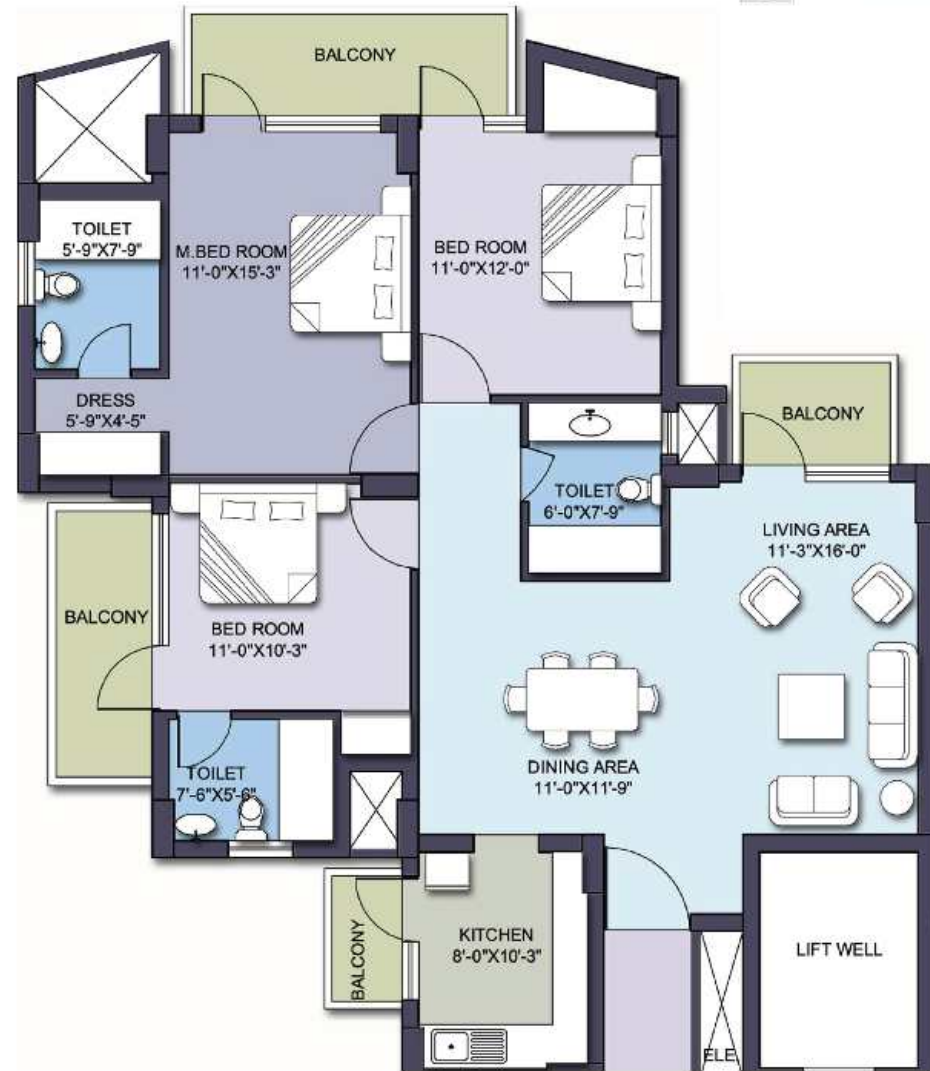 BALCONY
TOILET
5'-9"X7'-9"
M.BED ROOM
11'-0"X15'-3"
BED ROOM
11'-0"X12'-0"
DRESS
5'-9"X4'-5"
BALCONY
TOILET
6'-0"X7'-9"
LIVING AREA
11'-3"X16'-0"
BALCONY
BED ROOM
11'-0"X10'-3"
DINING AREA
11'-0"X11'-9"
TOILET
7'-6"X5'-6"
BALCONY
KITCHEN
8'-0"X10'-3"
LIFT WELL
ELE